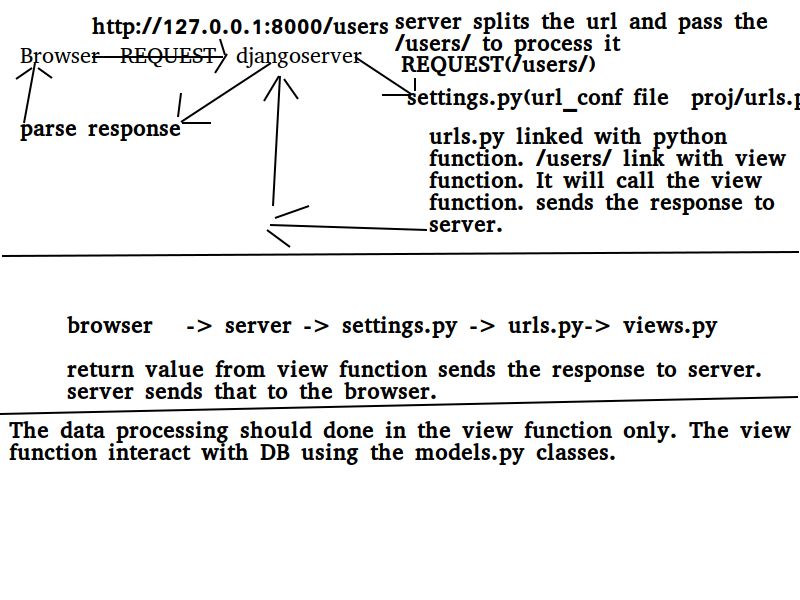 http://127.0.0.1:8000/users
server splits the url and pass the
/users/ to process it
Browser REQUEST djangoserver
REQUEST(/users/)
settings.py(url_conf file proj/urls.p
parse response
urls.py linked with python
function. /users/ link with view
function. It will call the view
function. sends the response to
server.
browser -> server -> settings.py -> urls.py-> views.py
return value from view function sends the response to server.
server sends that to the browser.
The data processing should done in the view function only. The view
function interact with DB using the models.py classes.